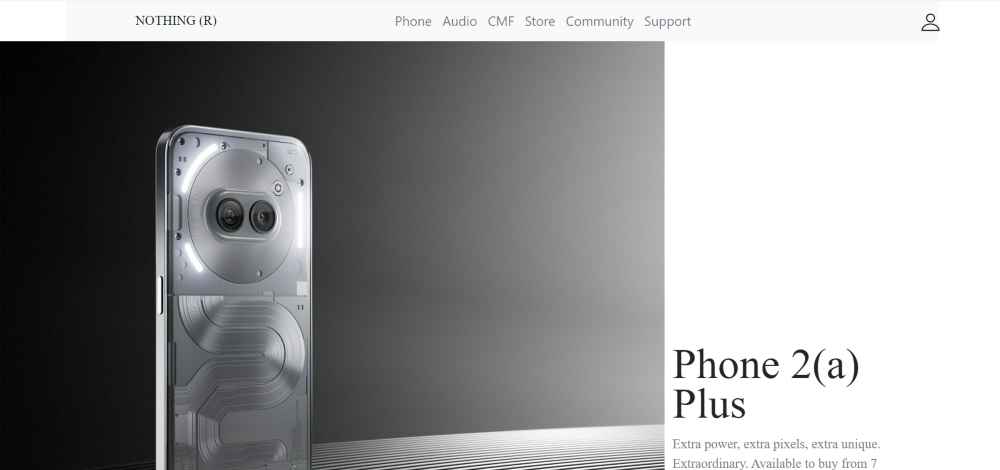 NOTHING (R)
Phone Audio CMF Store Community Support
Phone 2(a)
Plus
Extra power, extra pixels, extra unique.
Extraordinary. Available to buy from 7